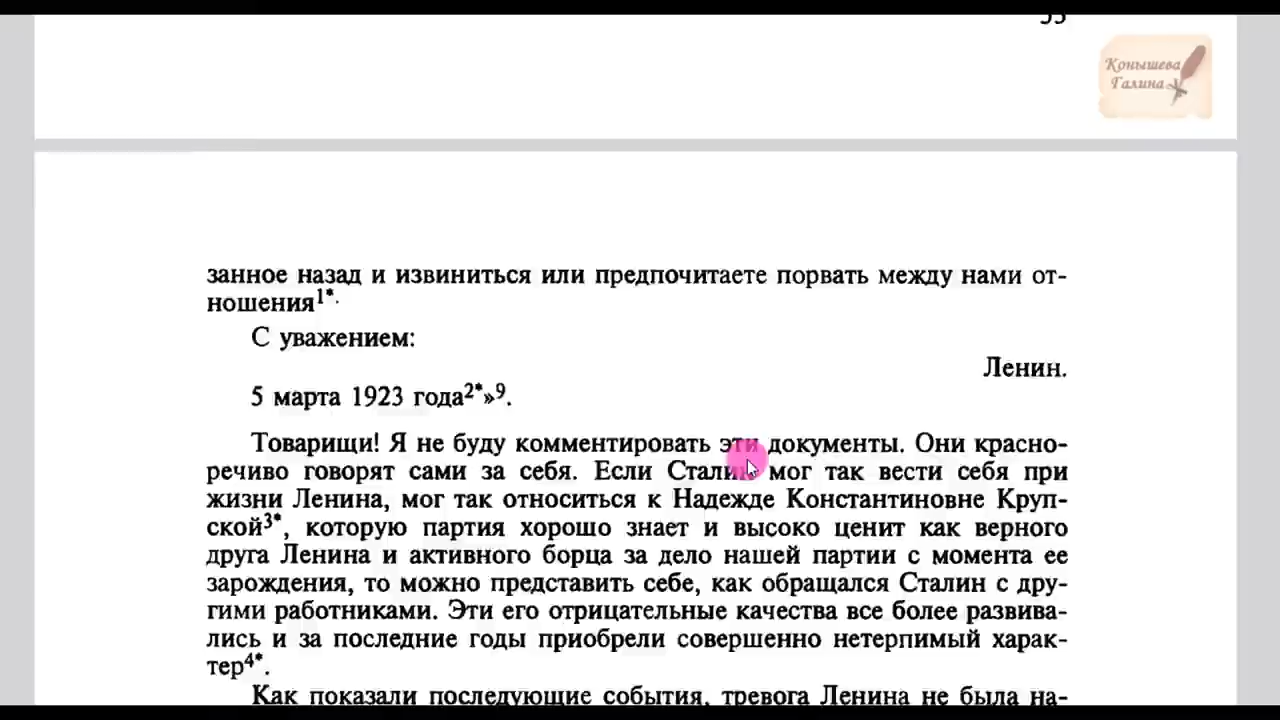 55
Конышева
Галина
занное назад и извиниться или предпочитаете порвать между нами от-
ношения1*.
С уважением:
Ленин.
5 марта 1923 года2*»9.
Товарищи! Я не буду комментировать эти документы. Они красно-
речиво говорят сами за себя. Если Сталин мог так вести себя при
жизни Ленина, мог так относиться к Надежде Константиновне Круп-
ской3*, которую партия хорошо знает и высоко ценит как верного
друга Ленина и активного борца за дело нашей партии с момента ее
зарождения, то можно представить себе, как обращался Сталин с дру-
гими работниками. Эти его отрицательные качества все более развива-
лись и за последние годы приобрели совершенно нетерпимый харак-
тер4*.
Как показали последующие события, тревога Ленина не была на-